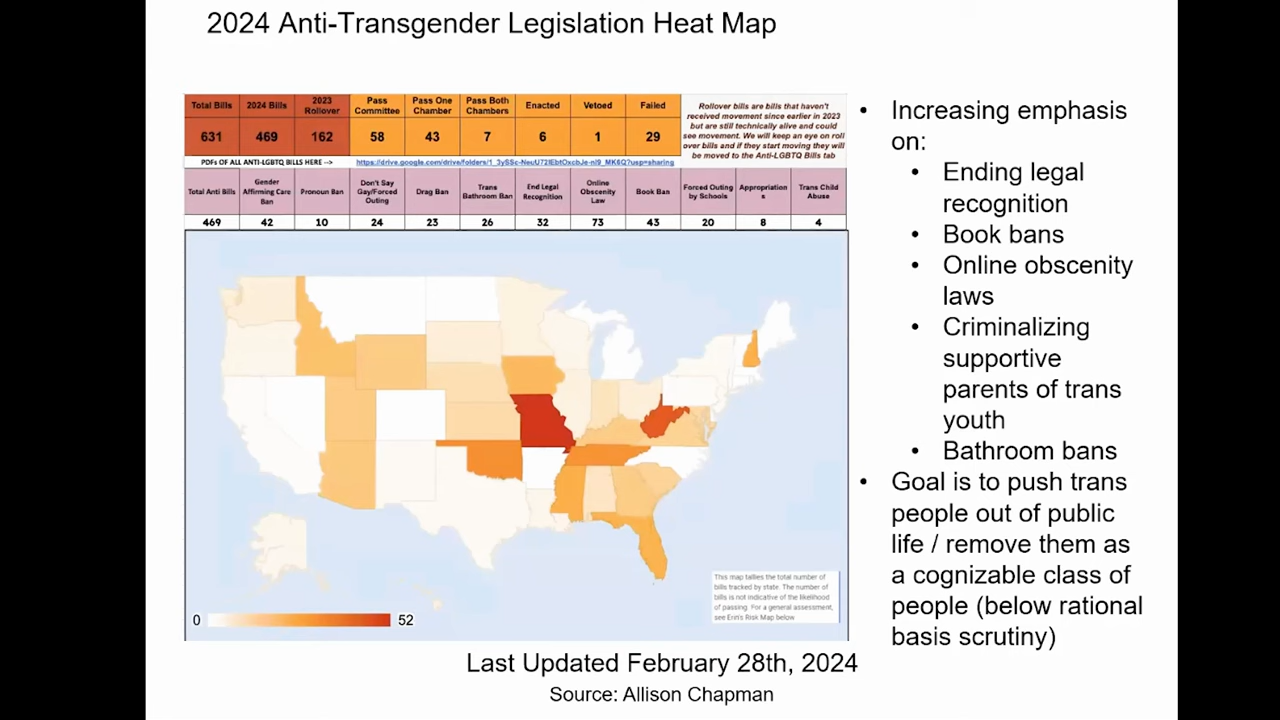 2024 Anti-Transgender Legislation Heat Map
Total Bills 2024 Bills 2023 Rollover Pass Committee Pass One Chamber Pass Both Chambers Enacted Vetoed Failed
631 469 162 58 43 7 6 1 29
Rollover bills are bills that haven't
received movement since earlier in 2023
but are still technically alive and could
see movement. We will keep an eye on roll
over bills and if they start moving they will
be moved to the Anti-LGBTQ Bills tab
PDFs OF ALL ANTI-LGBTQ BILLS HERE -->
Total Anti Bills Gender Affirming Care Ban Pronoun Ban Don't Say Gay/Forced Outing Drag Ban Trans Bathroom Ban End Legal Recognition Online Obscenity Law Book Ban Forced Outing by Schools Appropriations Trans Child Abuse
469 42 10 24 23 26 32 73 43 20 8 4
This map tallies the total number of
bills tracked by state. The number of
bills is not indicative of the likelihood
of passing. For a general assessment,
see Erin's Risk Map below
0 52
Last Updated February 28th, 2024
Source: Allison Chapman
• Increasing emphasis
on:
• Ending legal
recognition
• Book bans
• Online obscenity
laws
• Criminalizing
supportive
parents of trans
youth
• Bathroom bans
• Goal is to push trans
people out of public
life / remove them as
a cognizable class of
people (below rational
basis scrutiny)